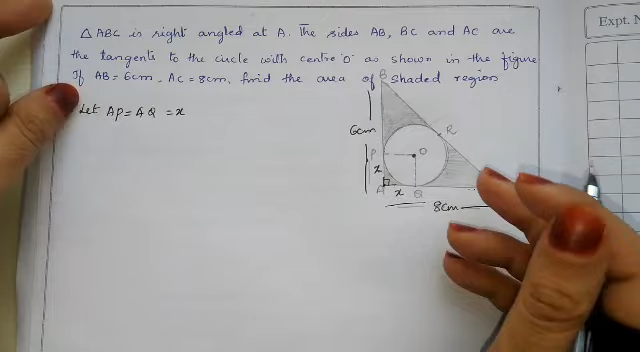 △ ABC is right angled at A. The sides AB, BC and AC are
the tangents to the circle with centre 'O' as shown in the figure
If AB = 6cm, AC = 8cm, find the area of shaded region
Let AP = AQ = x
B
6cm
R
P
O
x
A
x
Q
8cm
Expt. N